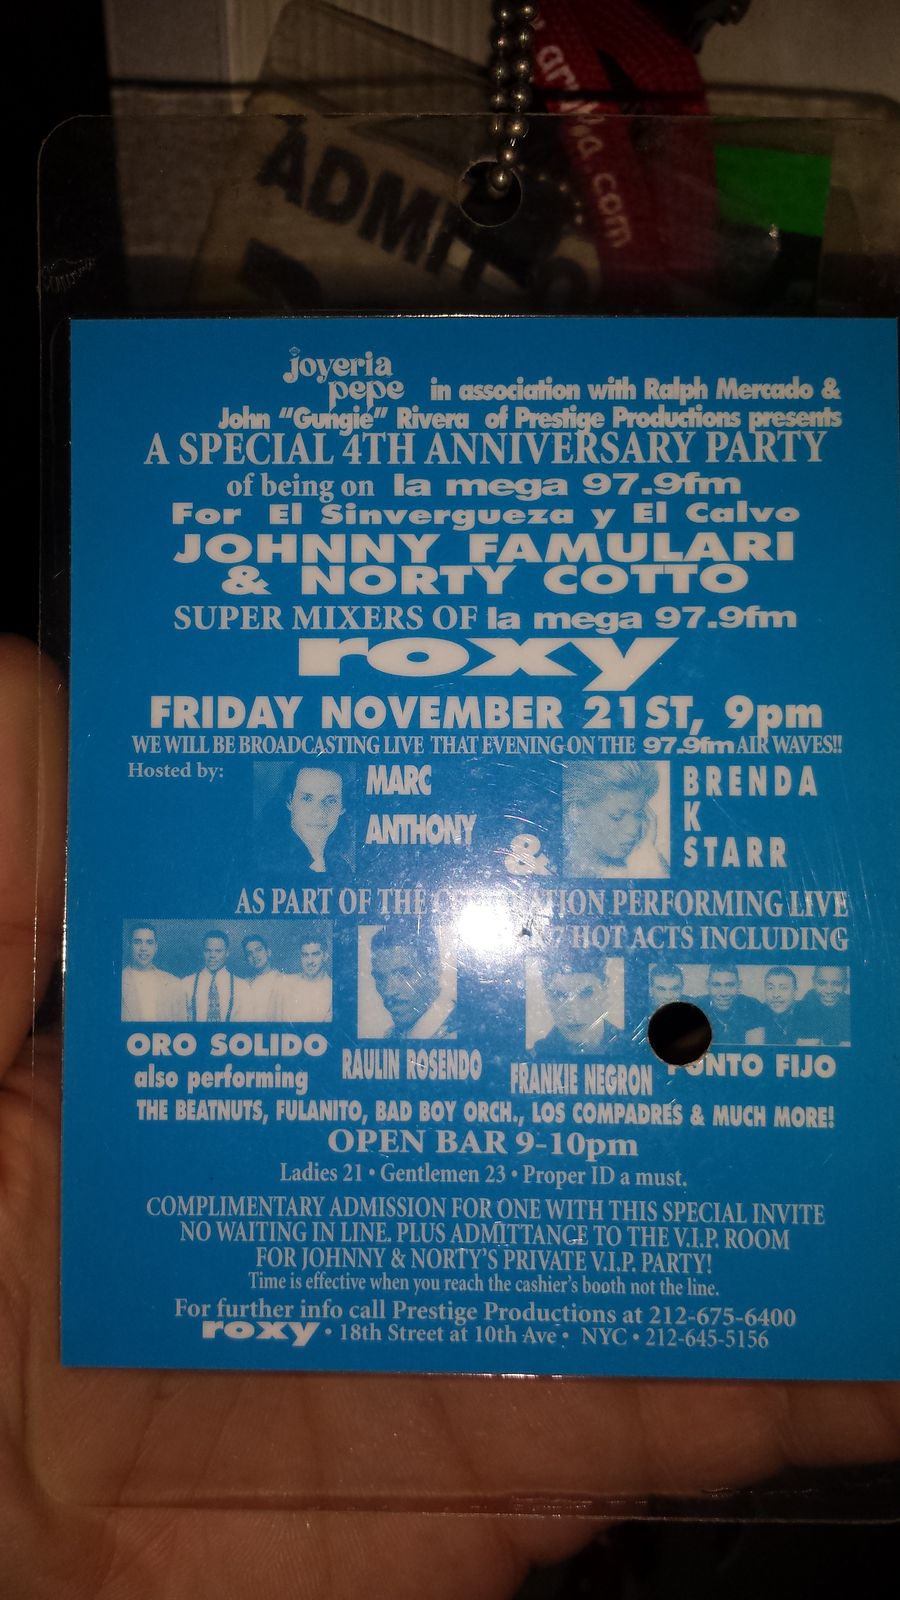 aryMea.com
ADMIT O
joyeria
pepe in association with Ralph Mercado &
John "Gungie" Rivera of Prestige Productions presents
A SPECIAL 4TH ANNIVERSARY PARTY
of being on la mega 97.9fm
For El Sinvergueza y El Calvo
JOHNNY FAMULARI
& NORTY COTTO
SUPER MIXERS OF la mega 97.9fm
roxy
FRIDAY NOVEMBER 21ST, 9pm
WE WILL BE BROADCASTING LIVE THAT EVENING ON THE 97.9fm AIR WAVES!!
Hosted by:
MARC
ANTHONY
&
BRENDA
K
STARR
AS PART OF THE PERFORMING LIVE
7 HOT ACTS INCLUDING
ORO SOLIDO
RAULIN ROSENDO
FRANKIE NEGRON
UNTO FIJO
also performing
THE BEATNUTS, FULANITO, BAD BOY ORCH., LOS COMPADRES & MUCH MORE!
OPEN BAR 9-10pm
Ladies 21 • Gentlemen 23 • Proper ID a must.
COMPLIMENTARY ADMISSION FOR ONE WITH THIS SPECIAL INVITE
NO WAITING IN LINE. PLUS ADMITTANCE TO THE V.I.P. ROOM
FOR JOHNNY & NORTY'S PRIVATE V.I.P. PARTY!
Time is effective when you reach the cashier's booth not the line.
For further info call Prestige Productions at 212-675-6400
roxy • 18th Street at 10th Ave • NYC • 212-645-5156